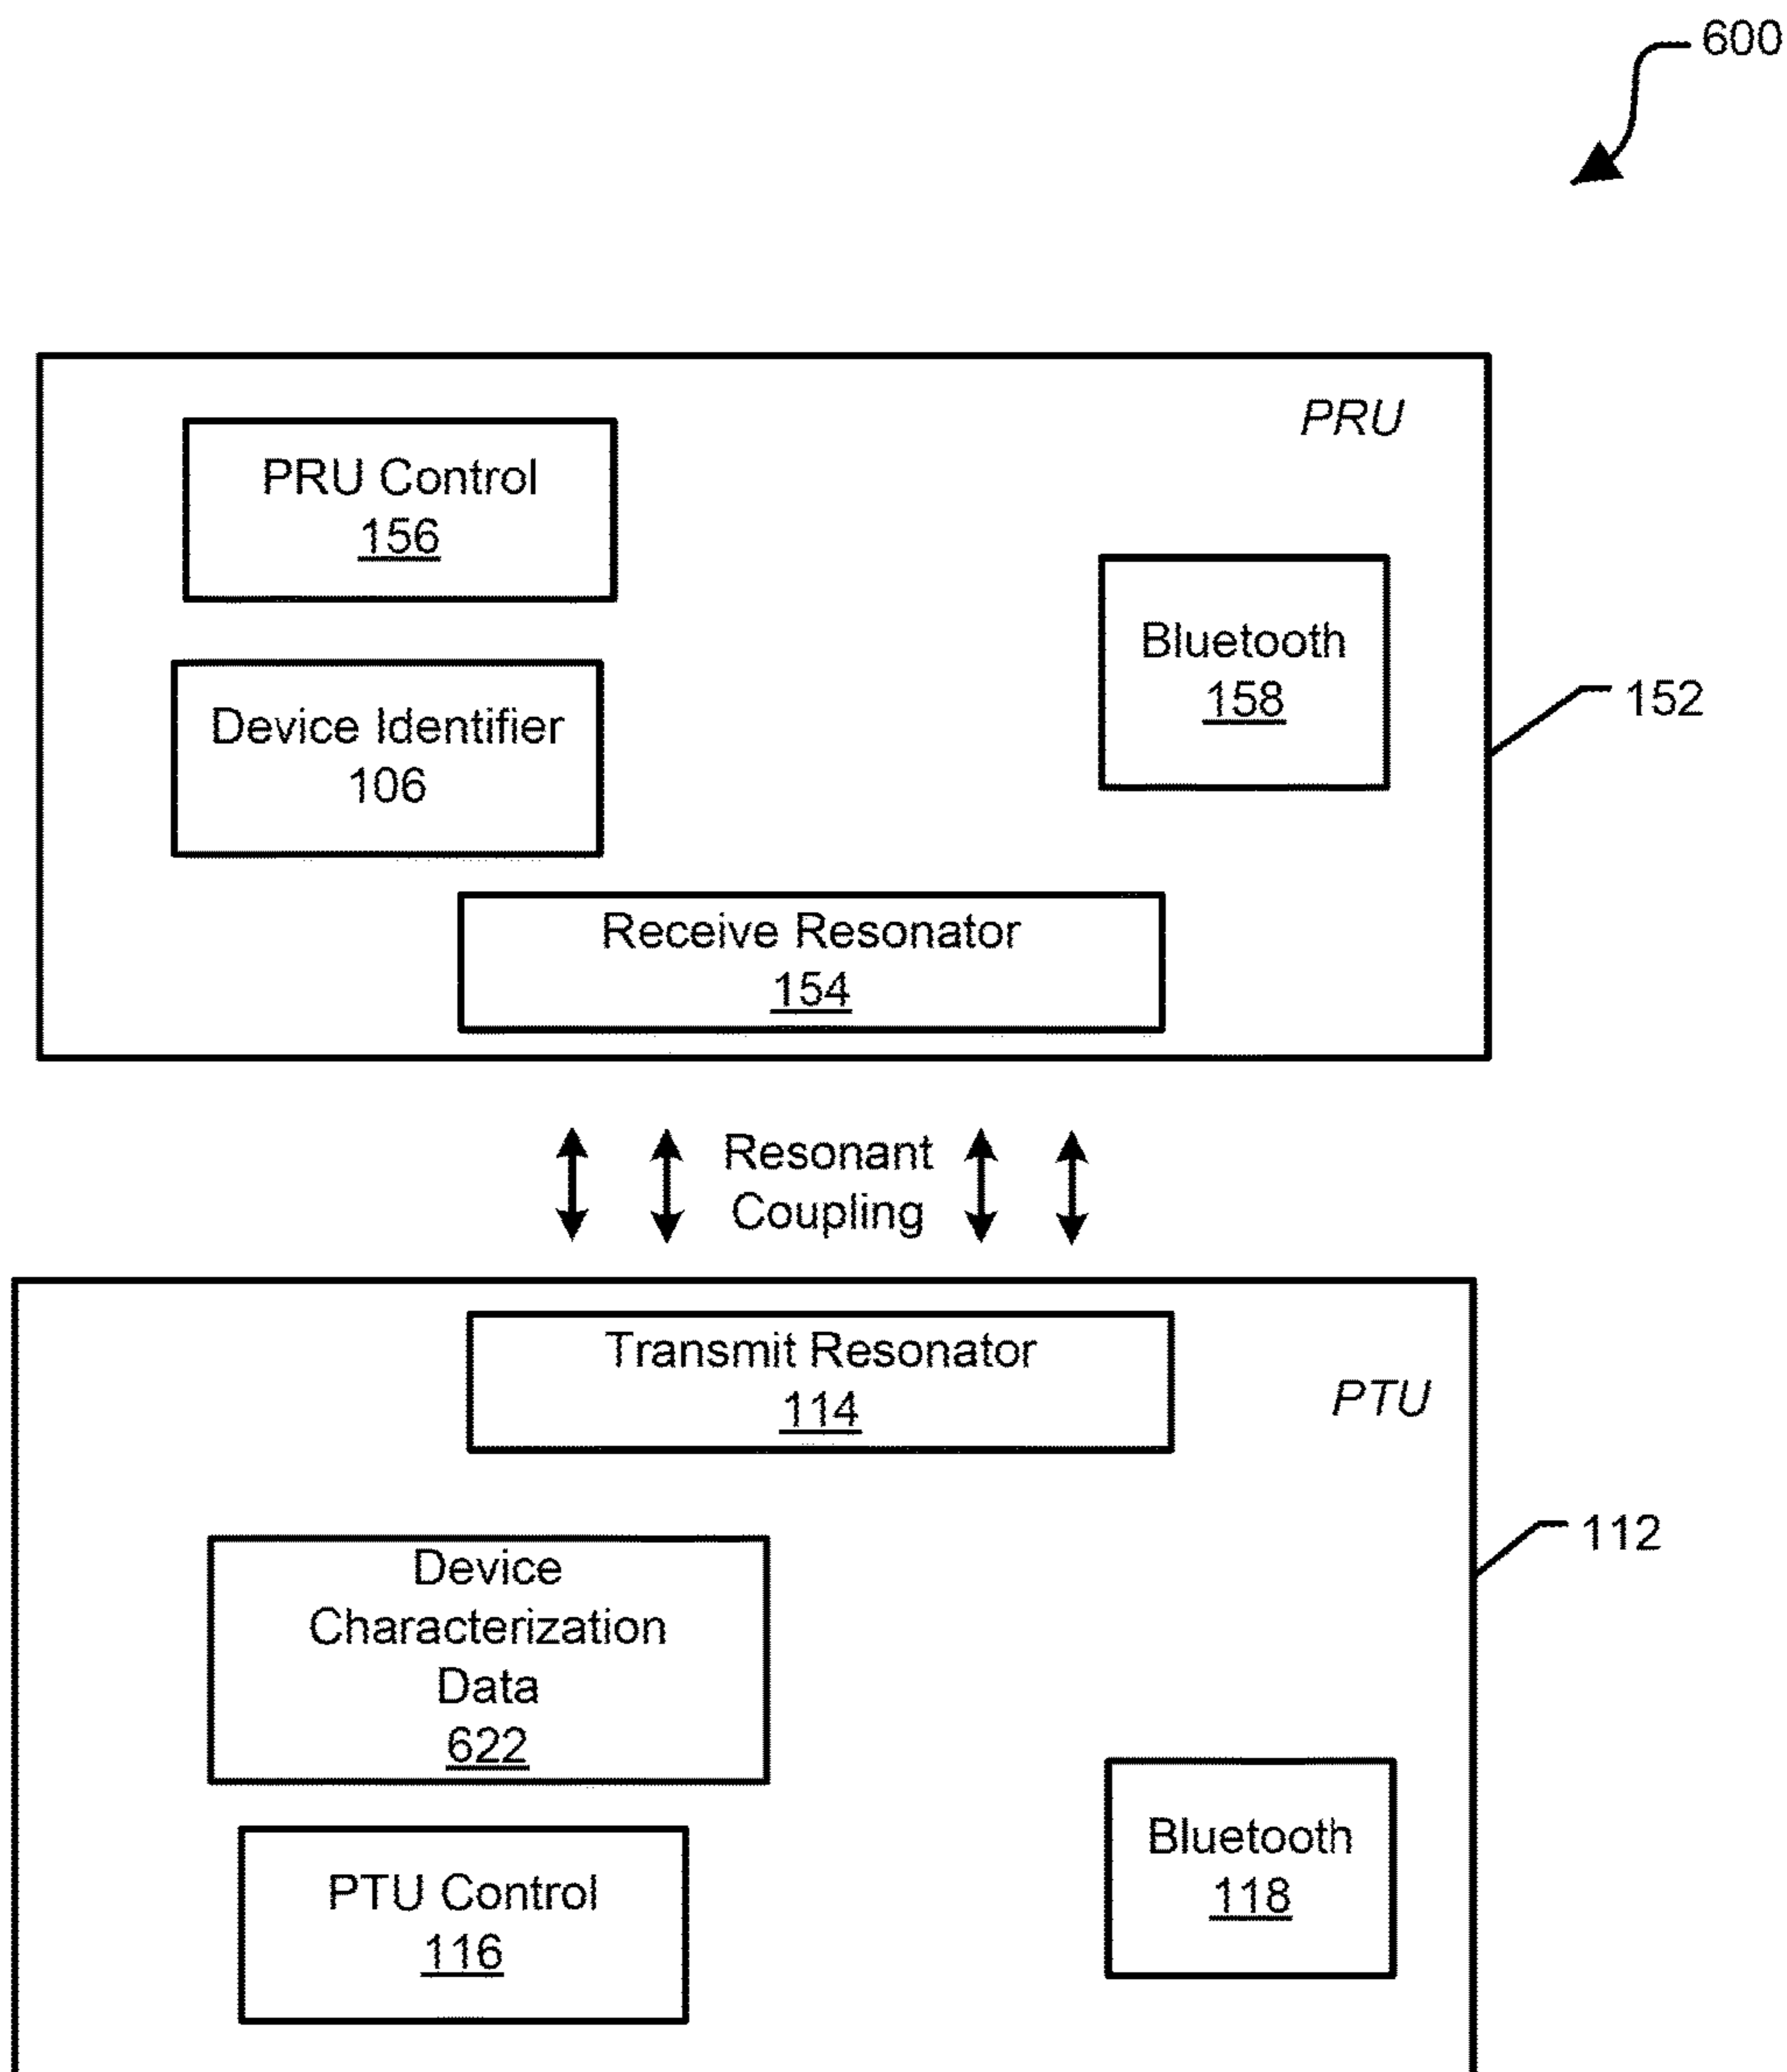 600
PRU
PRU Control
156
Bluetooth
158
152
Device Identifier
106
Receive Resonator
154
Resonant
Coupling
Transmit Resonator
114
PTU
112
Device
Characterization
Data
622
Bluetooth
118
PTU Control
116